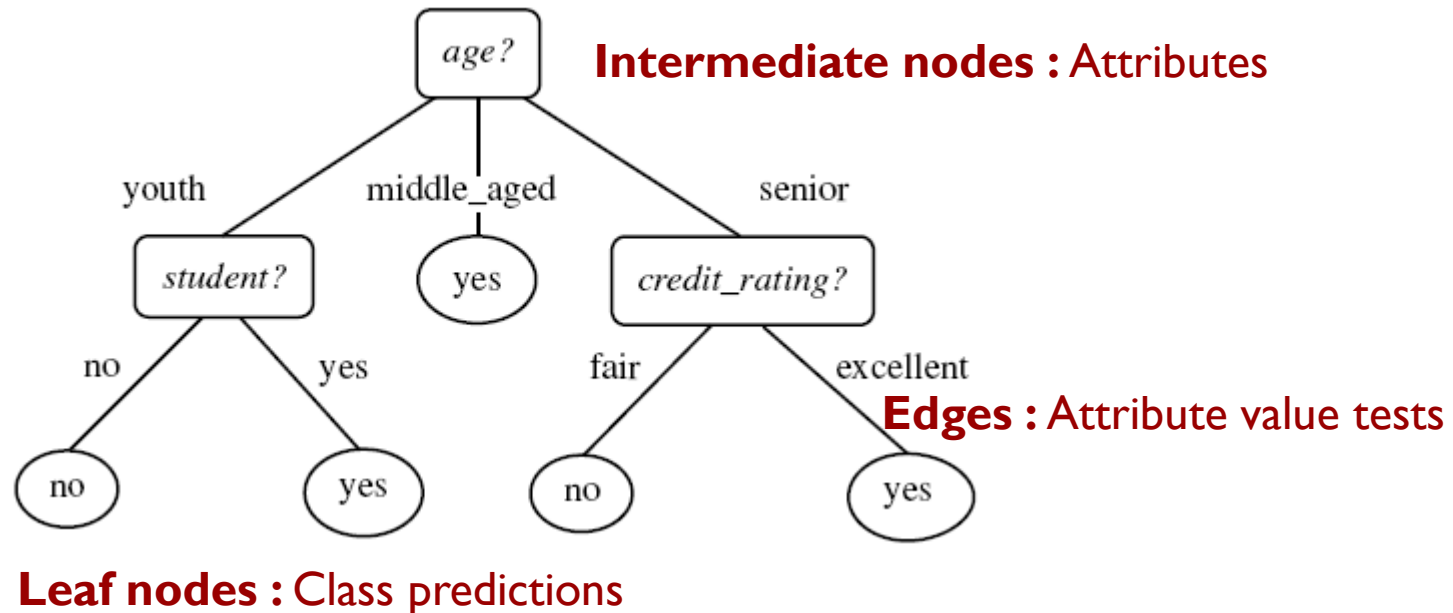 age?
Intermediate nodes : Attributes
youth
middle_aged
senior
student?
yes
credit_rating?
no
yes
fair
excellent
Edges : Attribute value tests
no
yes
no
yes
Leaf nodes : Class predictions